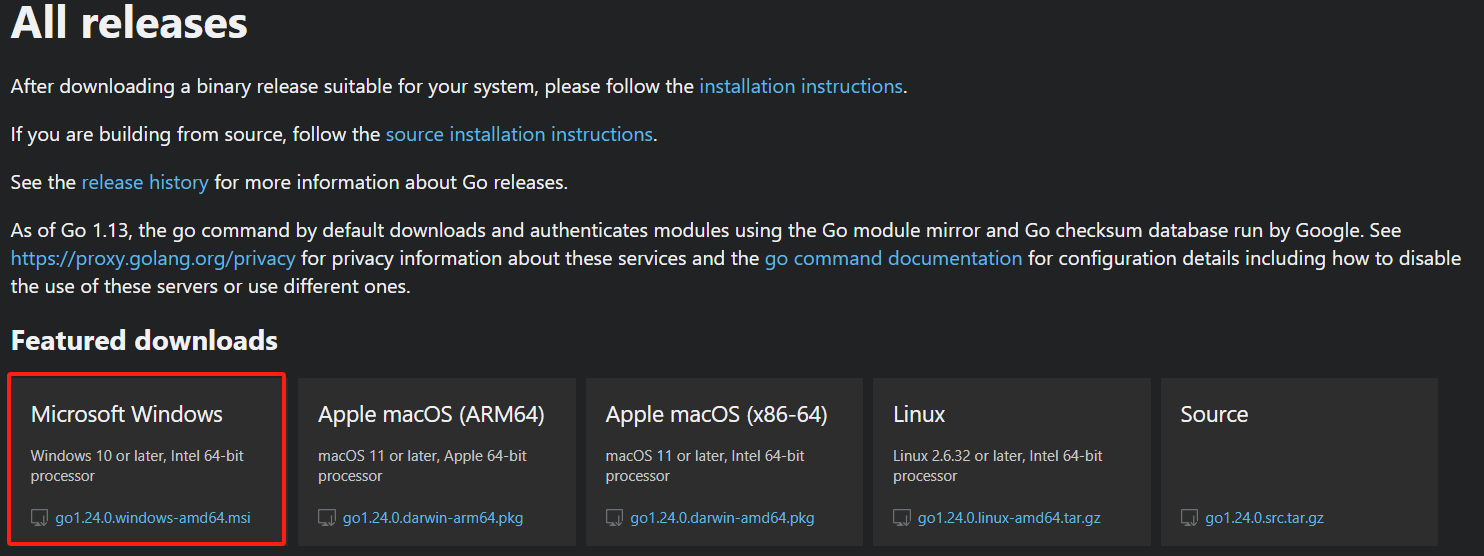 All releases
After downloading a binary release suitable for your system, please follow the installation instructions.
If you are building from source, follow the source installation instructions.
See the release history for more information about Go releases.
As of Go 1.13, the go command by default downloads and authenticates modules using the Go module mirror and Go checksum database run by Google. See
https://proxy.golang.org/privacy for privacy information about these services and the go command documentation for configuration details including how to disable
the use of these servers or use different ones.
Featured downloads
Microsoft Windows
Windows 10 or later, Intel 64-bit
processor
go1.24.0.windows-amd64.msi
Apple macOS (ARM64)
macOS 11 or later, Apple 64-bit
processor
go1.24.0.darwin-arm64.pkg
Apple macOS (x86-64)
macOS 11 or later, Intel 64-bit
processor
go1.24.0.darwin-amd64.pkg
Linux
Linux 2.6.32 or later, Intel 64-bit
processor
go1.24.0.linux-amd64.tar.gz
Source
go1.24.0.src.tar.gz